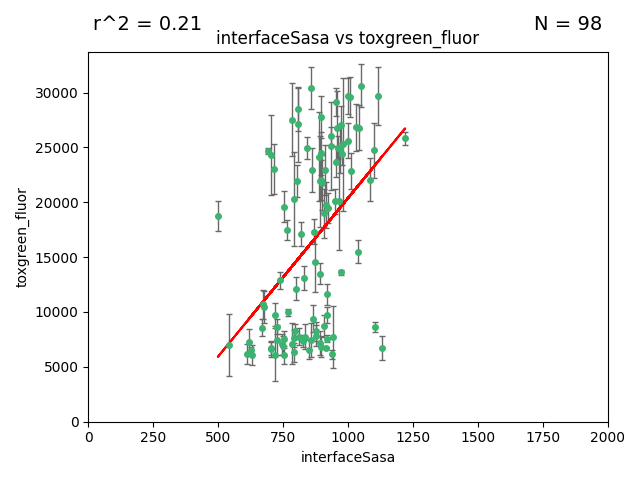 r^2 = 0.21
N = 98
interfaceSasa vs toxgreen_fluor
toxgreen_fluor
30000
25000
20000
15000
10000
5000
0
0 250 500 750 1000 1250 1500 1750 2000
interfaceSasa